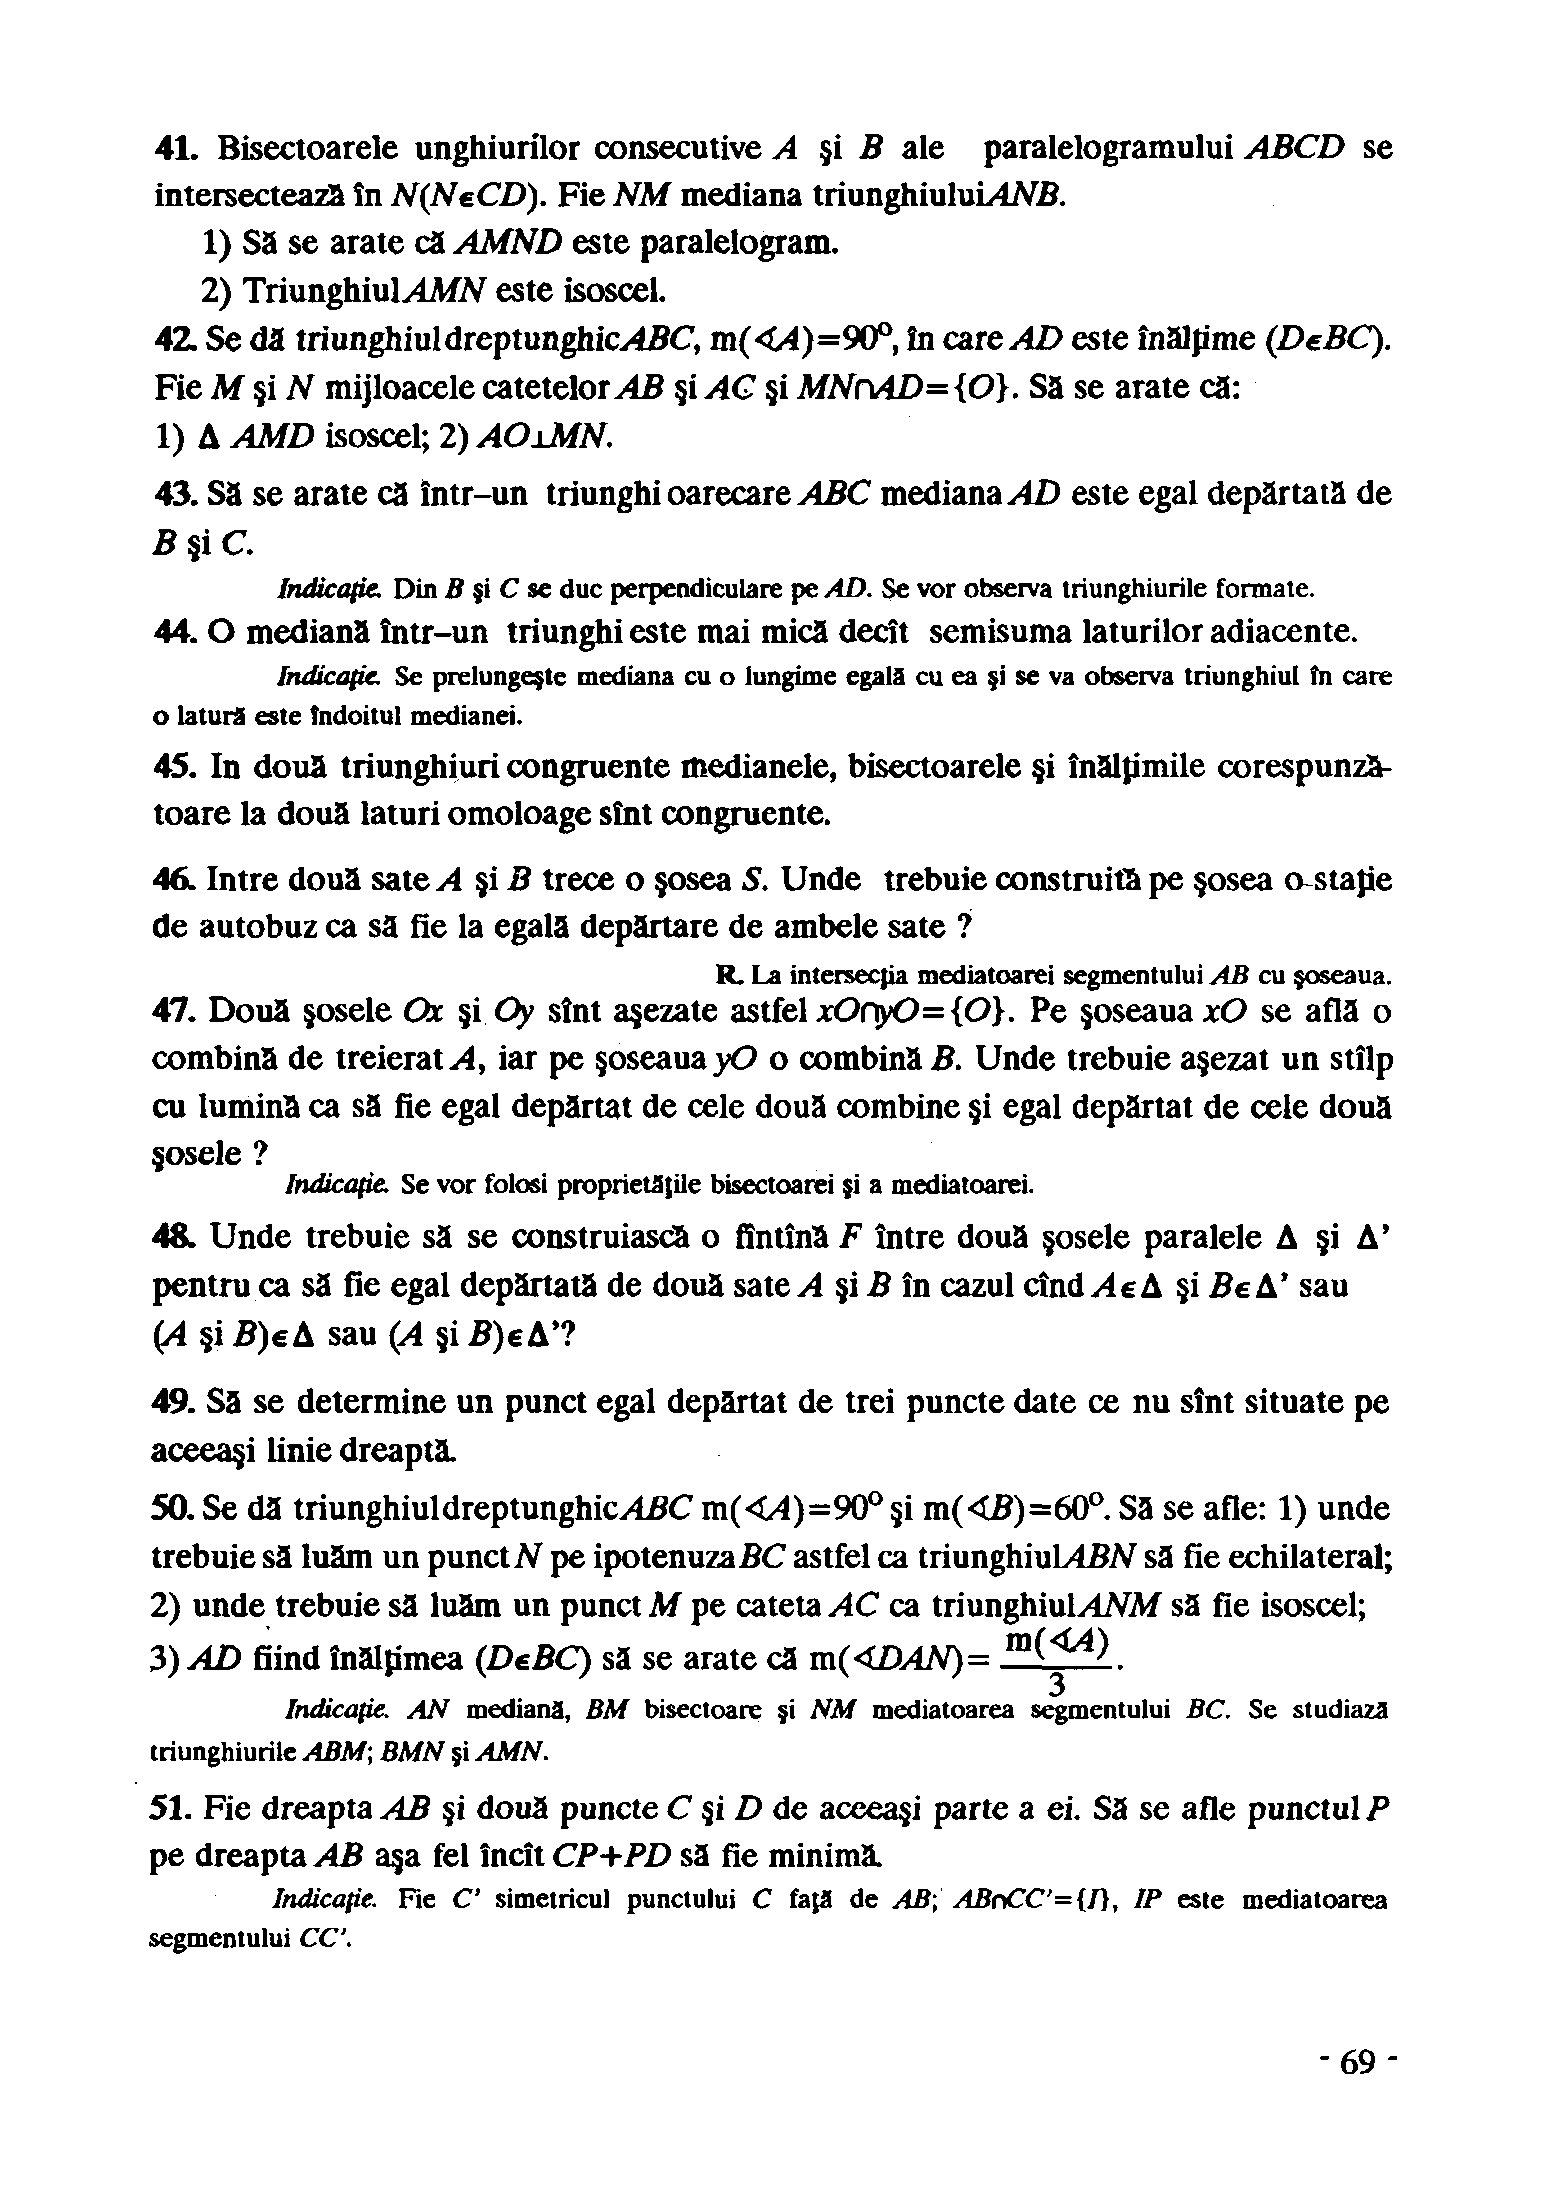 41. Bisectoarele unghiurilor consecutive A şi B ale paralelogramului ABCD se
intersectează în N(N∊CD). Fie NM mediana triunghiului ANB.
1) Să se arate că AMND este paralelogram.
2) Triunghiul AMN este isoscel.
42. Se dă triunghiul dreptunghic ABC, m(∢A)=90°, în care AD este înălţime (D∊BC).
Fie M şi N mijloacele catetelor AB şi AC şi MN∩AD={O}. Să se arate că:
1) Δ AMD isoscel; 2) AO⊥MN.
43. Să se arate că într-un triunghi oarecare ABC mediana AD este egal depărtată de
B şi C.
Indicaţie. Din B şi C se duc perpendiculare pe AD. Se vor observa triunghiurile formate.
44. O mediană într-un triunghi este mai mică decît semisuma laturilor adiacente.
Indicaţie. Se prelungeşte mediana cu o lungime egală cu ea şi se va observa triunghiul în care
o latură este îndoitul medianei.
45. In două triunghiuri congruente medianele, bisectoarele şi înălţimile corespunză-
toare la două laturi omoloage sînt congruente.
46. Intre două sate A şi B trece o şosea S. Unde trebuie construită pe şosea o staţie
de autobuz ca să fie la egală depărtare de ambele sate ?
R. La intersecţia mediatoarei segmentului AB cu şoseaua.
47. Două şosele Ox şi Oy sînt aşezate astfel xO∩yO={O}. Pe şoseaua xO se află o
combină de treierat A, iar pe şoseaua yO o combină B. Unde trebuie aşezat un stîlp
cu lumină ca să fie egal depărtat de cele două combine şi egal depărtat de cele două
şosele ?
Indicaţie. Se vor folosi proprietăţile bisectoarei şi a mediatoarei.
48. Unde trebuie să se construiască o fîntînă F între două şosele paralele Δ şi Δ'
pentru ca să fie egal depărtată de două sate A şi B în cazul cînd A∊Δ şi B∊Δ' sau
(A şi B)∊Δ sau (A şi B)∊Δ'?
49. Să se determine un punct egal depărtat de trei puncte date ce nu sînt situate pe
aceeaşi linie dreaptă.
50. Se dă triunghiul dreptunghic ABC m(∢A)=90° şi m(∢B)=60°. Să se afle: 1) unde
trebuie să luăm un punct N pe ipotenuza BC astfel ca triunghiul ABN să fie echilateral;
2) unde trebuie să luăm un punct M pe cateta AC ca triunghiul ANM să fie isoscel;
3) AD fiind înălţimea (D∊BC) să se arate că m(∢DAN)= m(∢A)/3.
Indicaţie. AN mediană, BM bisectoare şi NM mediatoarea segmentului BC. Se studiază
triunghiurile ABM; BMN şi AMN.
51. Fie dreapta AB şi două puncte C şi D de aceeaşi parte a ei. Să se afle punctul P
pe dreapta AB aşa fel încît CP+PD să fie minimă.
Indicaţie. Fie C' simetricul punctului C faţă de AB; AB∩CC'={I}, IP este mediatoarea
segmentului CC'.
- 69 -